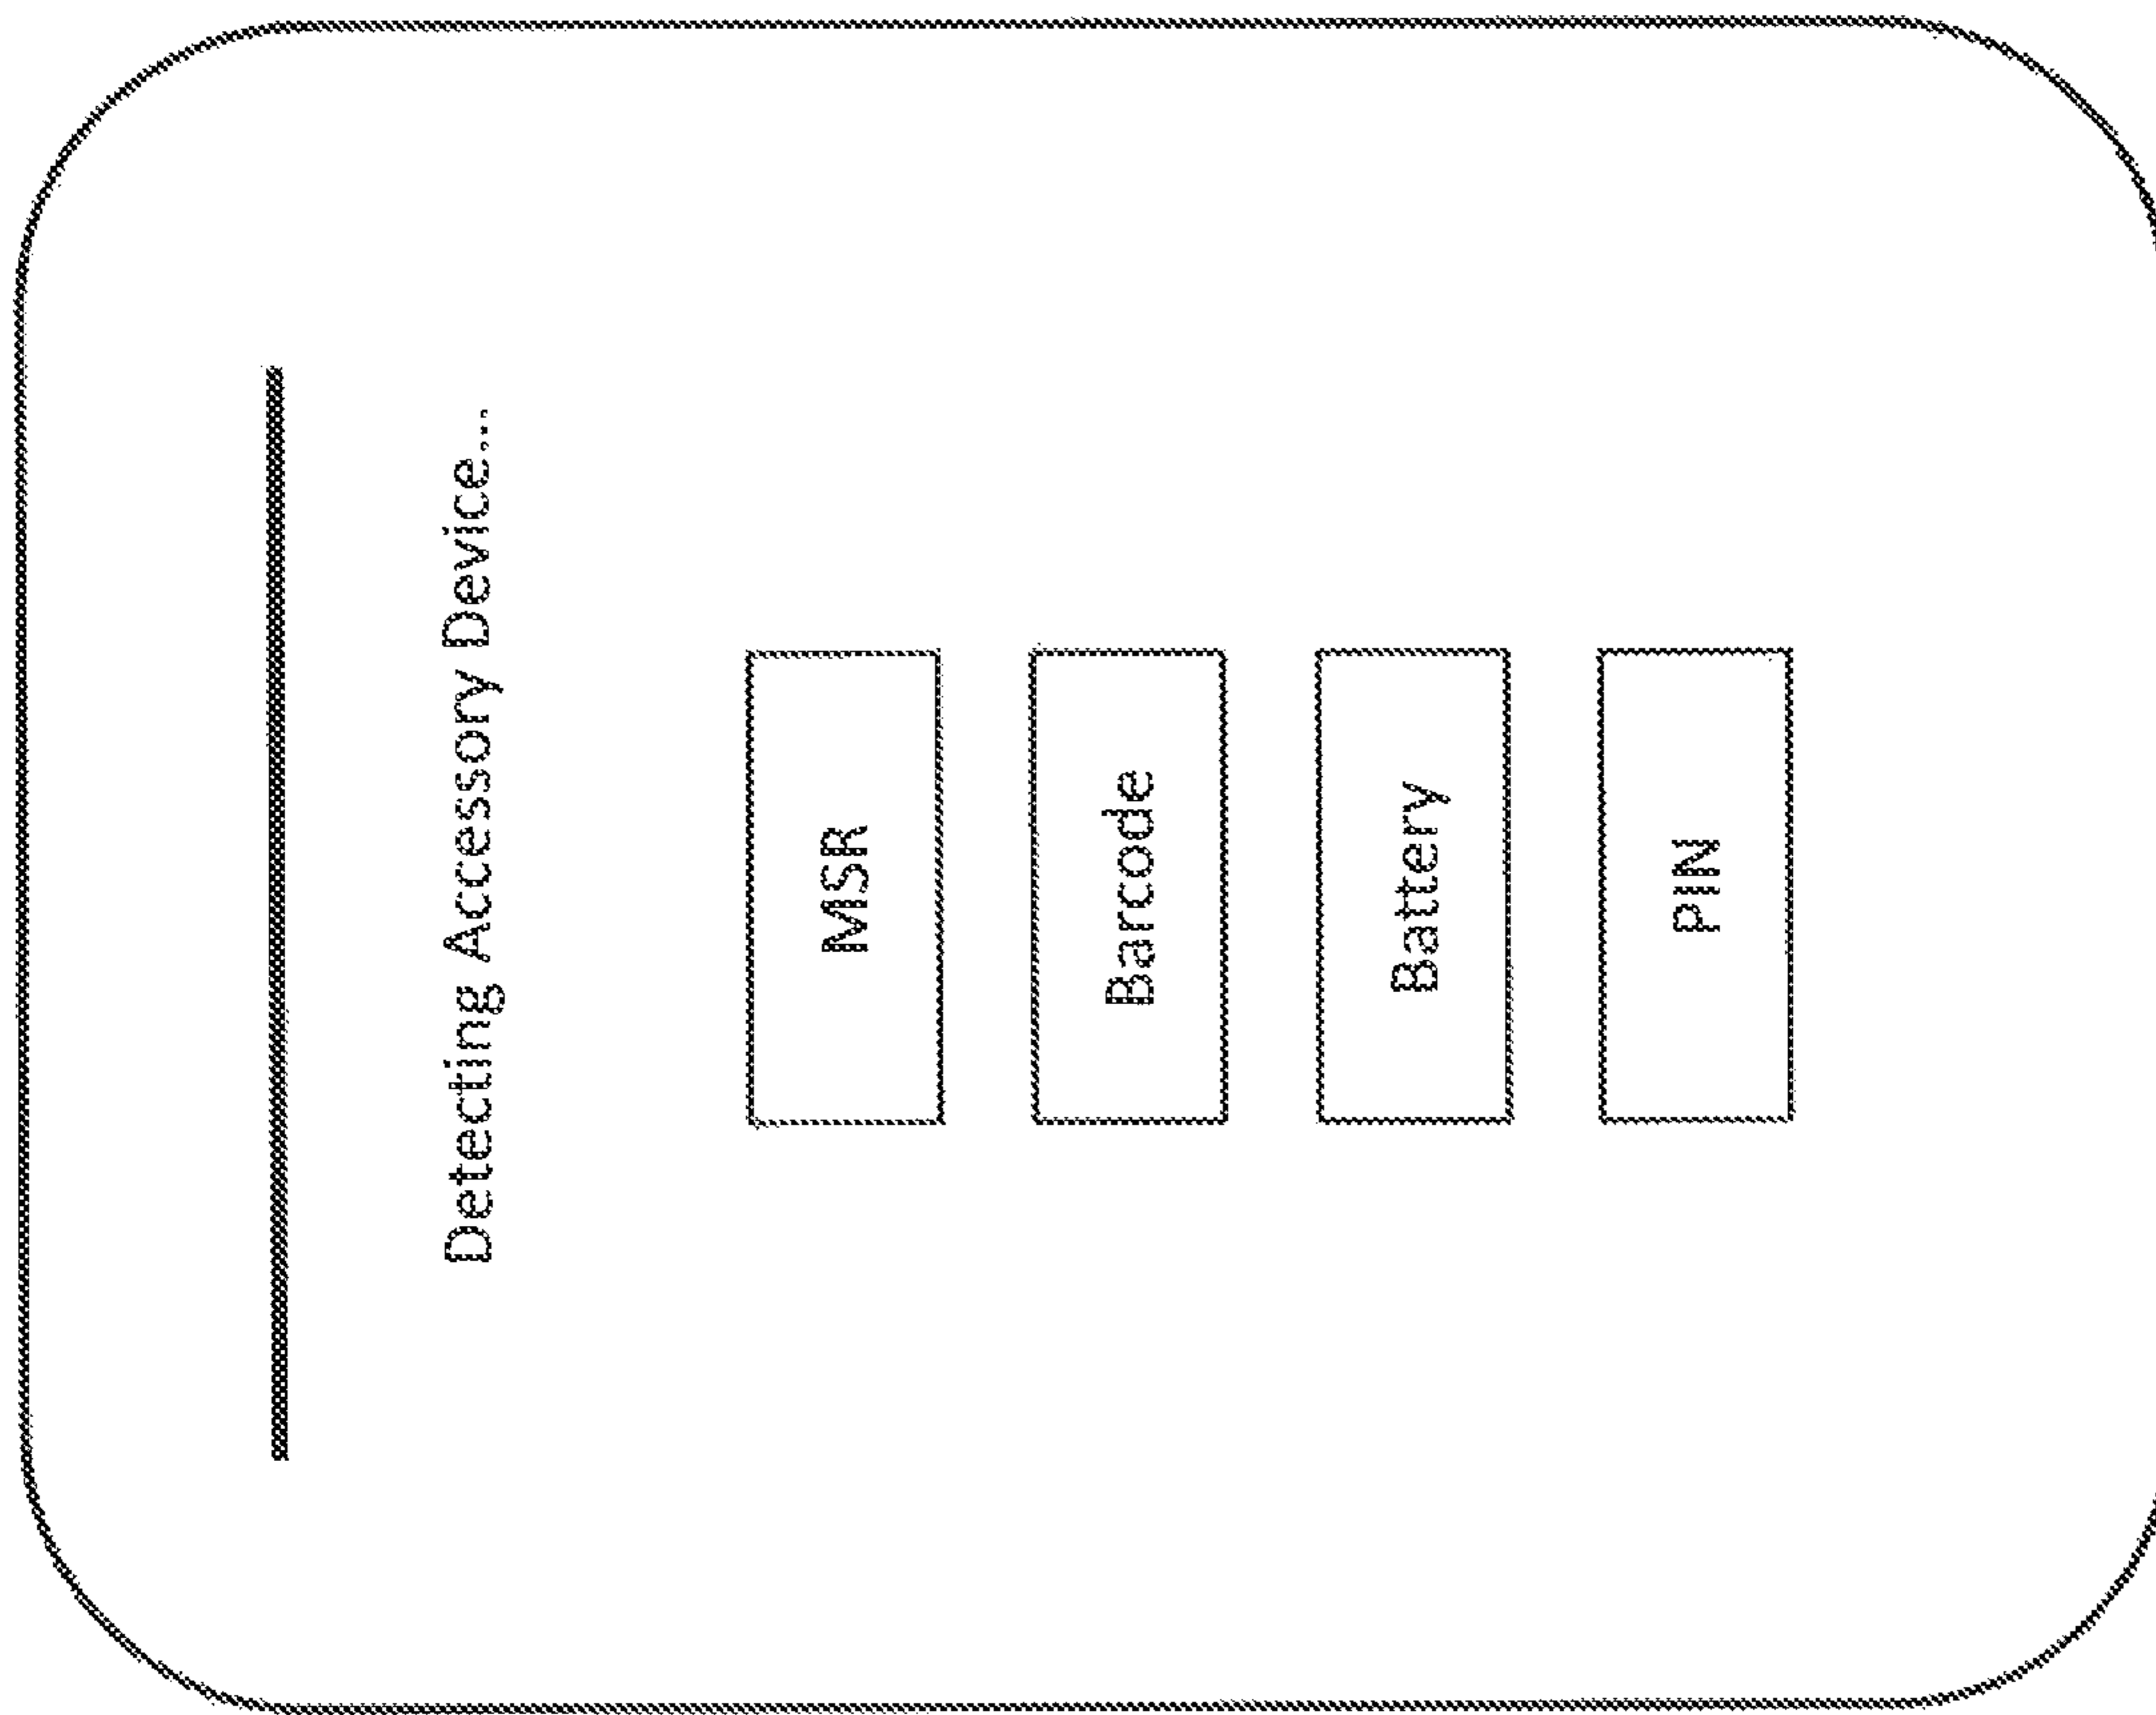 Detecting Accessory Device...
MSR
Barcode
Battery
PIN